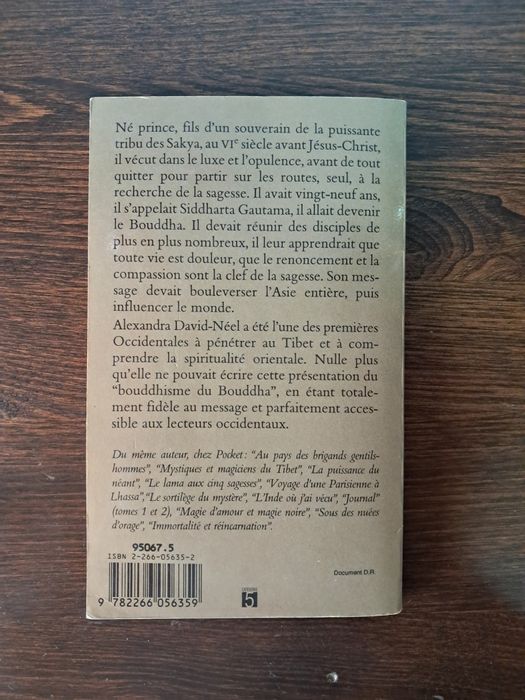 Né prince, fils d'un souverain de la puissante
tribu des Sakya, au VIe siècle avant Jésus-Christ,
il vécut dans le luxe et l'opulence, avant de tout
quitter pour partir sur les routes, seul, à la
recherche de la sagesse. Il avait vingt-neuf ans,
il s'appelait Siddharta Gautama, il allait devenir
le Bouddha. Il devait réunir des disciples de
plus en plus nombreux, il leur apprendrait que
toute vie est douleur, que le renoncement et la
compassion sont la clef de la sagesse. Son mes-
sage devait bouleverser l'Asie entière, puis
influencer le monde.
Alexandra David-Néel a été l'une des premières
Occidentales à pénétrer au Tibet et à com-
prendre la spiritualité orientale. Nulle plus
qu'elle ne pouvait écrire cette présentation du
"bouddhisme du Bouddha", en étant totale-
ment fidèle au message et parfaitement acces-
sible aux lecteurs occidentaux.
Du même auteur, chez Pocket : "Au pays des brigands gentils-
hommes", "Mystiques et magiciens du Tibet", "La puissance du
néant", "Le lama aux cinq sagesses", "Voyage d'une Parisienne à
Lhassa", "Le sortilège du mystère", "L'Inde où j'ai vécu", "Journal"
(tomes 1 et 2), "Magie d'amour et magie noire", "Sous des nuées
d'orage", "Immortalité et réincarnation".
95067.5
ISBN 2-266-05635-2
Document D.R.
9 782266 056359
5